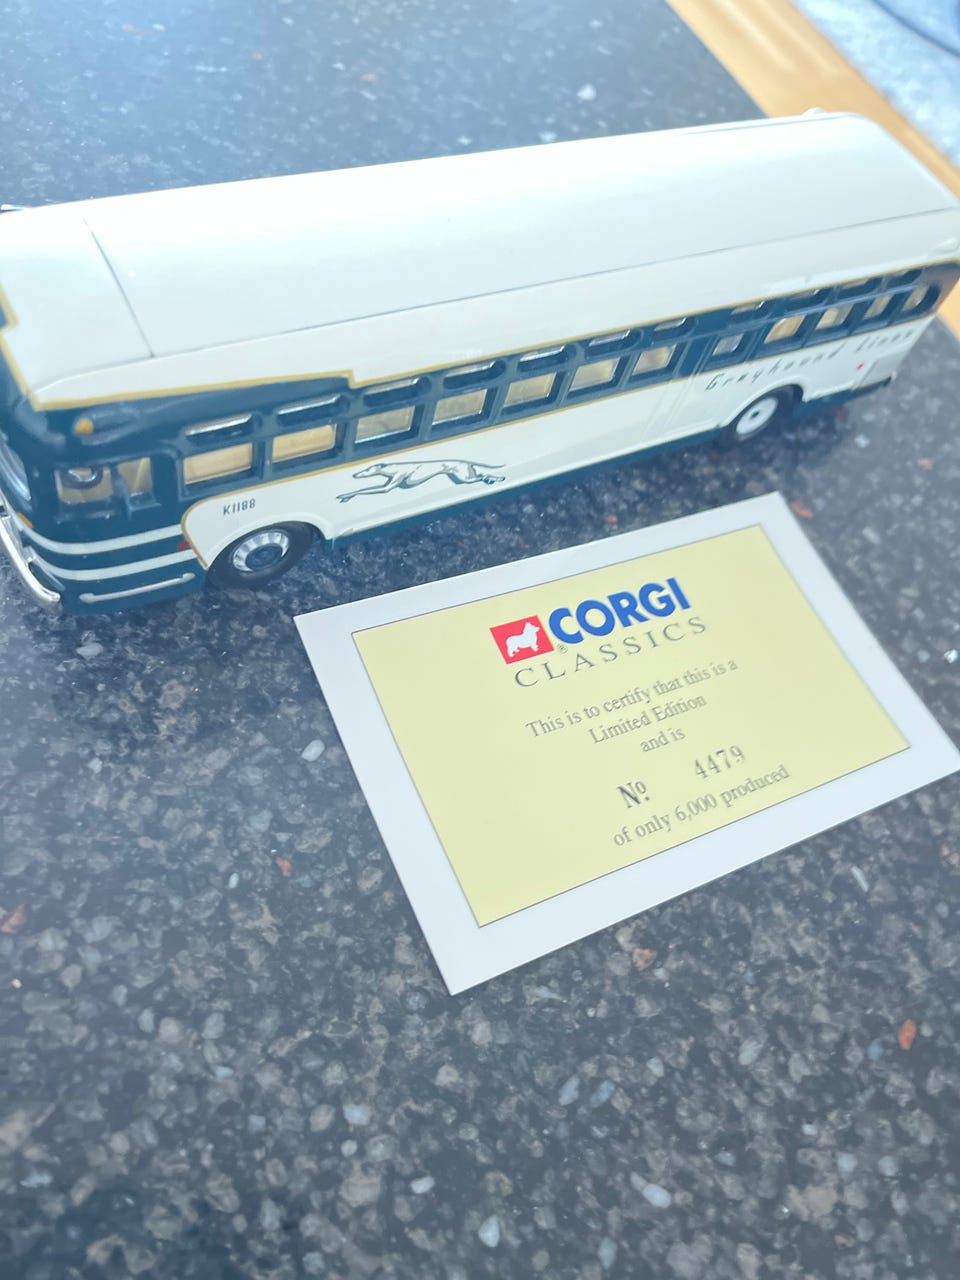 Greyhound Lines
K1188
CORGI
®
CLASSICS
This is to certify that this is a
Limited Edition
and is
Nº. 4479
of only 6,000 produced